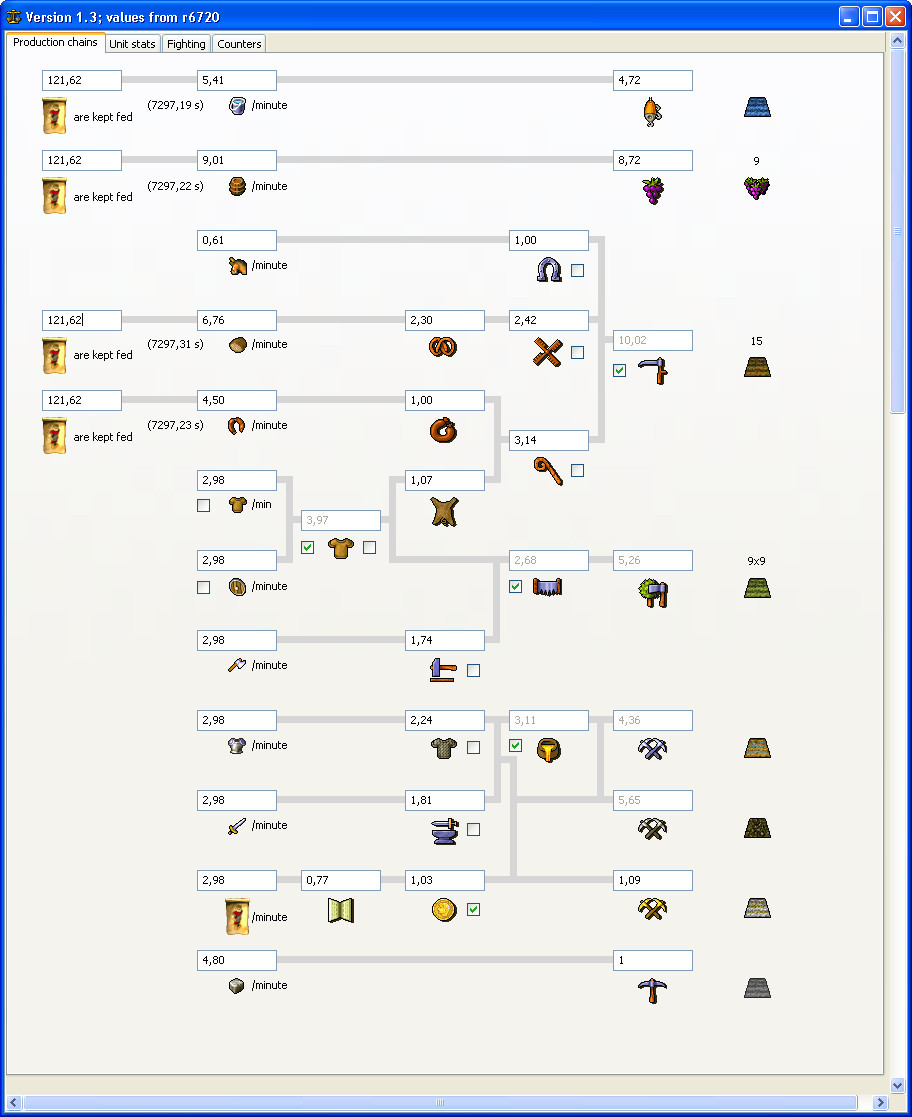 Version 1.3; values from r6720
Production chains Unit stats Fighting Counters
121,62 5,41 4,72
are kept fed (7297,19 s) /minute
121,62 9,01 8,72 9
are kept fed (7297,22 s) /minute
0,61 1,00
/minute
121,62 6,76 2,30 2,42
are kept fed (7297,31 s) /minute
10,02 15
121,62 4,50 1,00
are kept fed (7297,23 s) /minute
3,14
2,98 1,07
/min
3,97
2,98 2,68 5,26 9x9
/minute
2,98 1,74
/minute
2,98 2,24 3,11 4,36
/minute
2,98 1,81 5,65
/minute
2,98 0,77 1,03 1,09
/minute
4,80 1
/minute